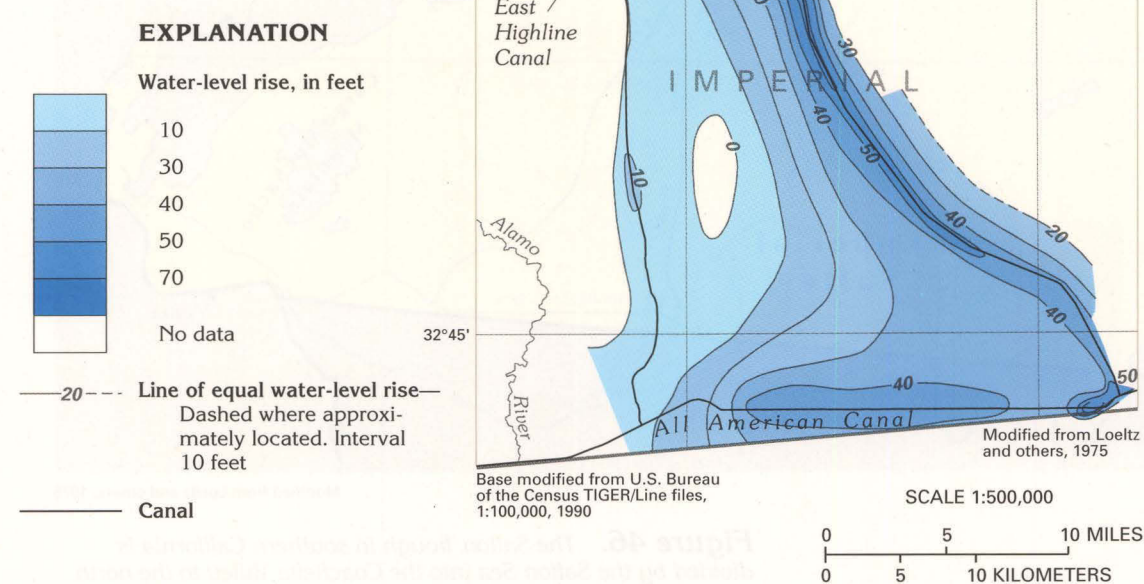 EXPLANATION
Water-level rise, in feet
10
30
40
50
70
No data
20
Line of equal water-level rise—
Dashed where approxi-
mately located. Interval
10 feet
Canal
East
Highline
Canal
IMPERIAL
30
40
50
0
10
40
20
Alamo
River
32°45'
40
40
50
All American Canal
Modified from Loeltz
and others, 1975
Base modified from U.S. Bureau
of the Census TIGER/Line files,
1:100,000, 1990
SCALE 1:500,000
0 5 10 MILES
0 5 10 KILOMETERS